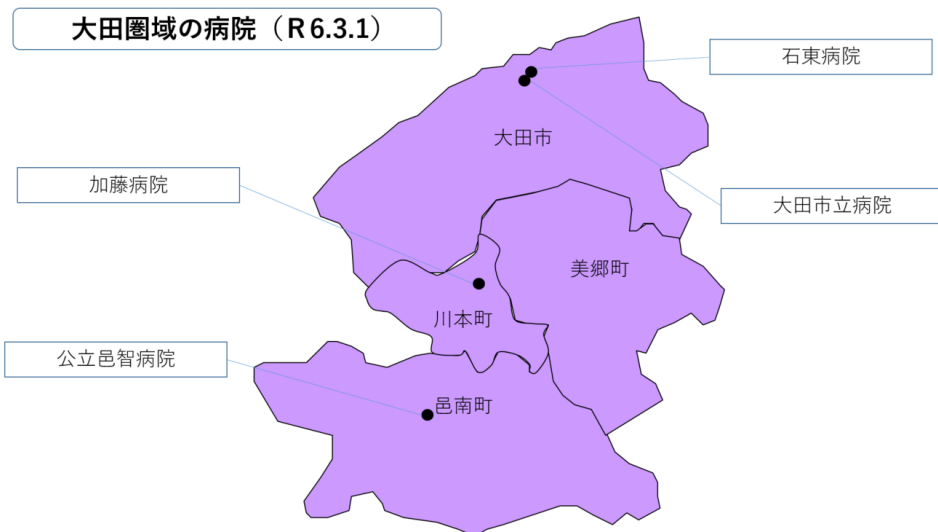 大田圏域の病院（R6.3.1）
石東病院
大田市
加藤病院
大田市立病院
美郷町
川本町
公立邑智病院
邑南町